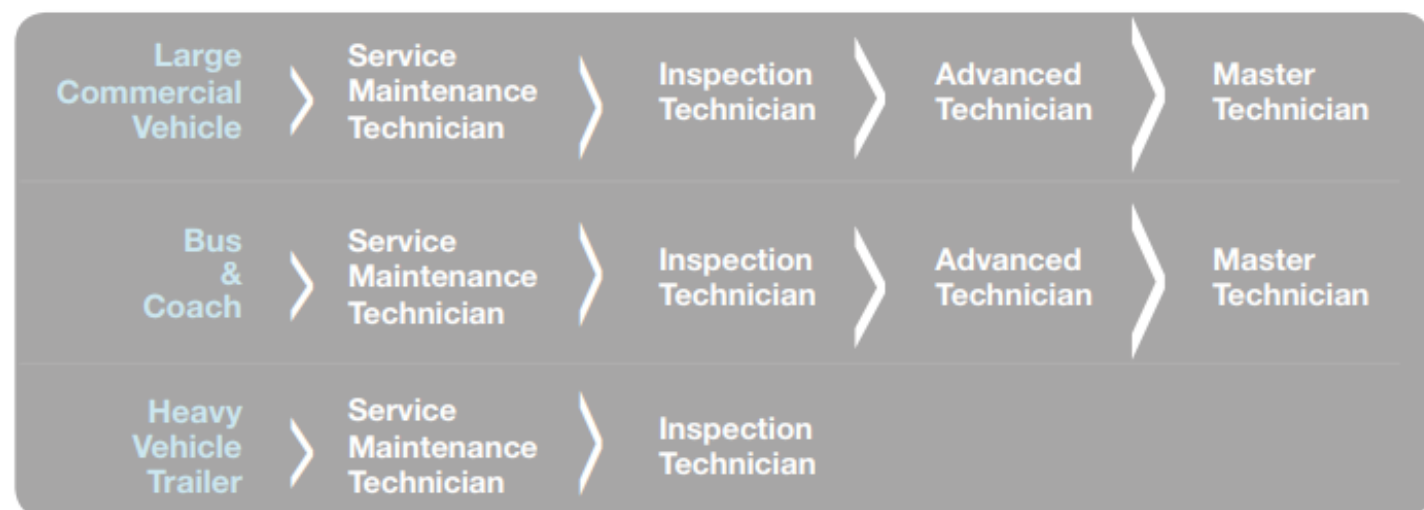 Large
Commercial
Vehicle
Service
Maintenance
Technician
Inspection
Technician
Advanced
Technician
Master
Technician
Bus
&
Coach
Service
Maintenance
Technician
Inspection
Technician
Advanced
Technician
Master
Technician
Heavy
Vehicle
Trailer
Service
Maintenance
Technician
Inspection
Technician